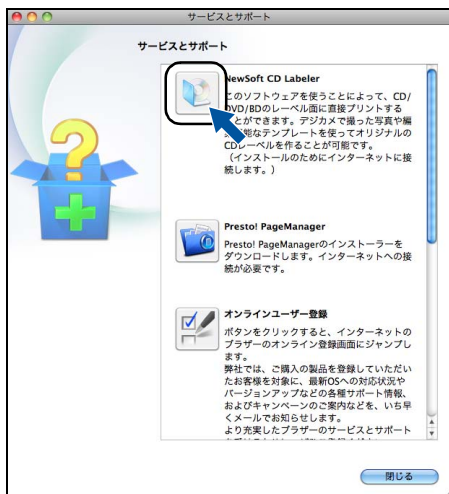 サービスとサポート
サービスとサポート
NewSoft CD Labeler
このソフトウェアを使うことによって、CD/
DVD/BDのレーベル面に直接プリントする
ことができます。デジカメで撮った写真や編
可能なテンプレートを使ってオリジナルの
CDレーベルを作ることが可能です。
（インストールのためにインターネットに接
続します。）
Presto! PageManager
Presto! PageManagerのインストーラーを
ダウンロードします。インターネットへの接
続が必要です。
オンラインユーザー登録
ボタンをクリックすると、インターネットの
ブラザーのオンライン登録画面にジャンプし
ます。
弊社では、ご購入の製品を登録していただい
たお客様を対象に、最新OSへの対応状況や
バージョンアップなどの各種サポート情報、
およびキャンペーンのご案内などを、いち早
くメールでお知らせします。
より充実したブラザーのサービスとサポート
閉じる